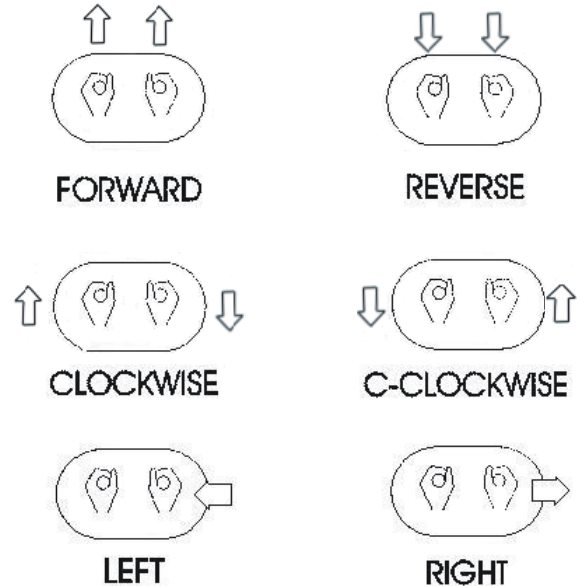 FORWARD
REVERSE
CLOCKWISE
C-CLOCKWISE
LEFT
RIGHT